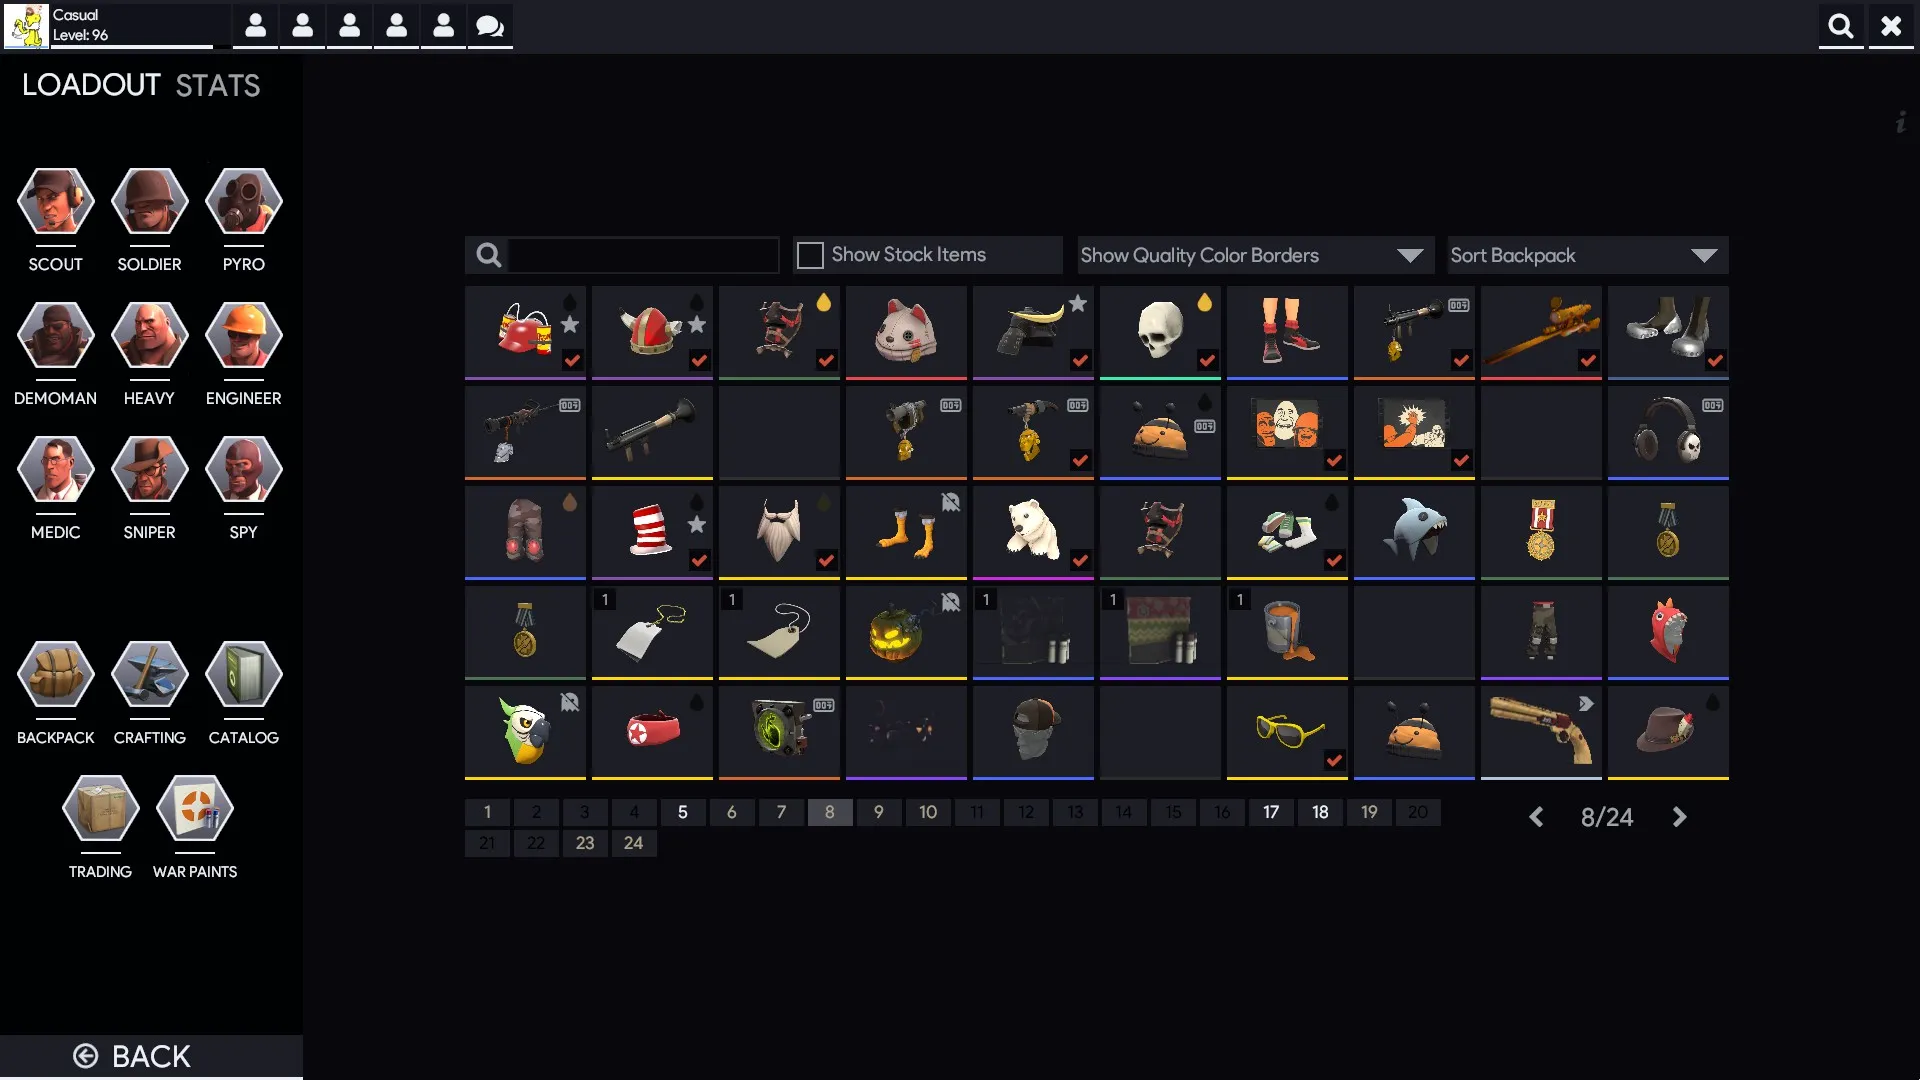 Casual
Level: 96
LOADOUT STATS
SCOUT SOLDIER PYRO
DEMOMAN HEAVY ENGINEER
MEDIC SNIPER SPY
BACKPACK CRAFTING CATALOG
TRADING WAR PAINTS
BACK
Show Stock Items
Show Quality Color Borders
Sort Backpack
1 1 1 1 1
1 2 3 4 5 6 7 8 9 10 11 12 13 14 15 16 17 18 19 20
21 22 23 24
8/24
i